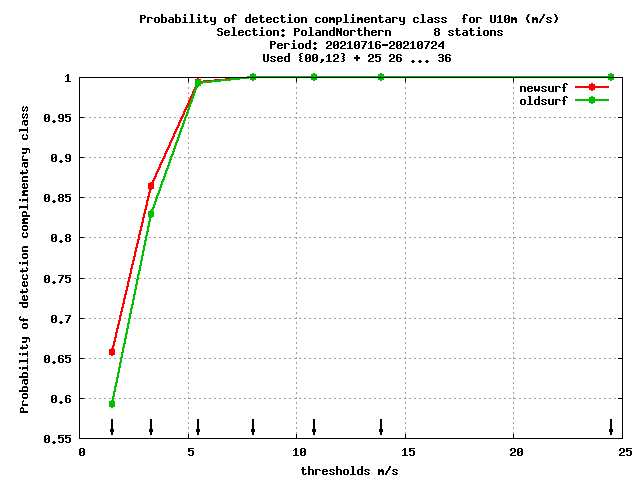 Probability of detection complimentary class  for U10m (m/s)
Selection: PolandNorthern      8 stations
Period: 20210716-20210724
Used {00,12} + 25 26 ... 36
newsurf
oldsurf
Probability of detection complimentary class
1
0.95
0.9
0.85
0.8
0.75
0.7
0.65
0.6
0.55
0 5 10 15 20 25
thresholds m/s